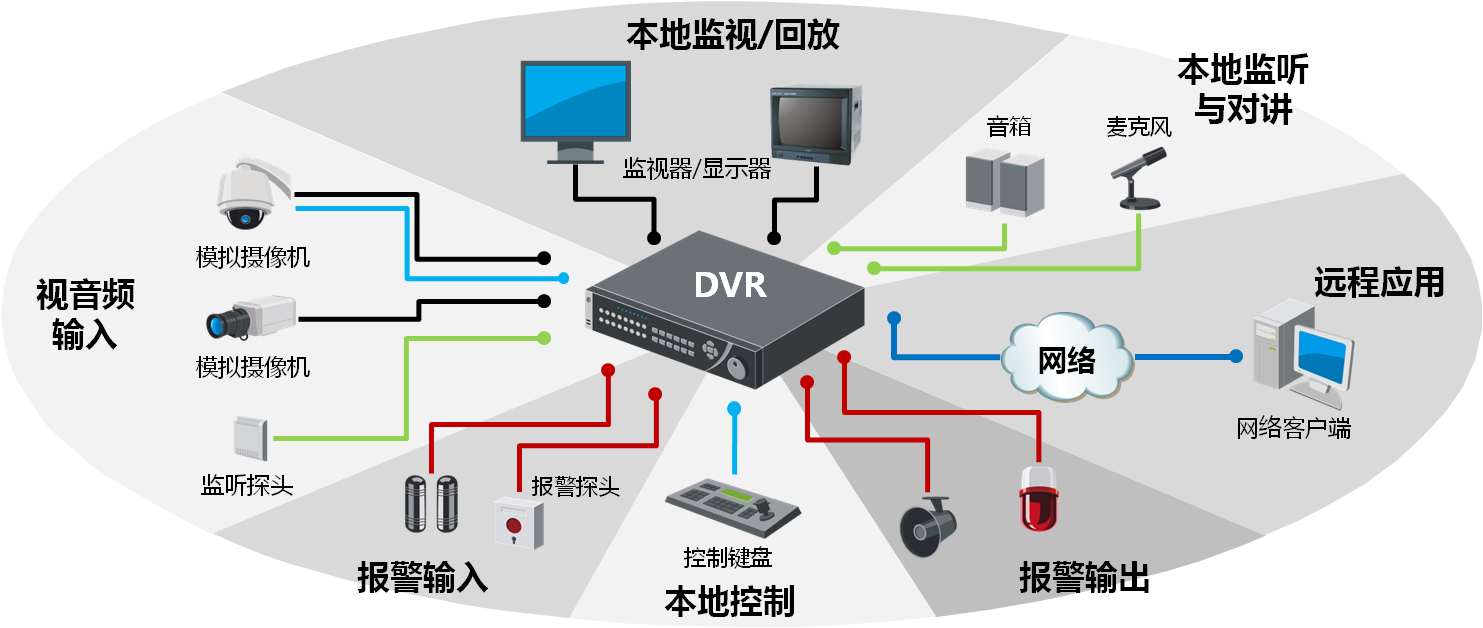 本地监视/回放
本地监听
与对讲
音箱
麦克风
监视器/显示器
模拟摄像机
DVR
视音频
输入
远程应用
网络
模拟摄像机
网络客户端
监听探头
报警探头
控制键盘
报警输入
本地控制
报警输出